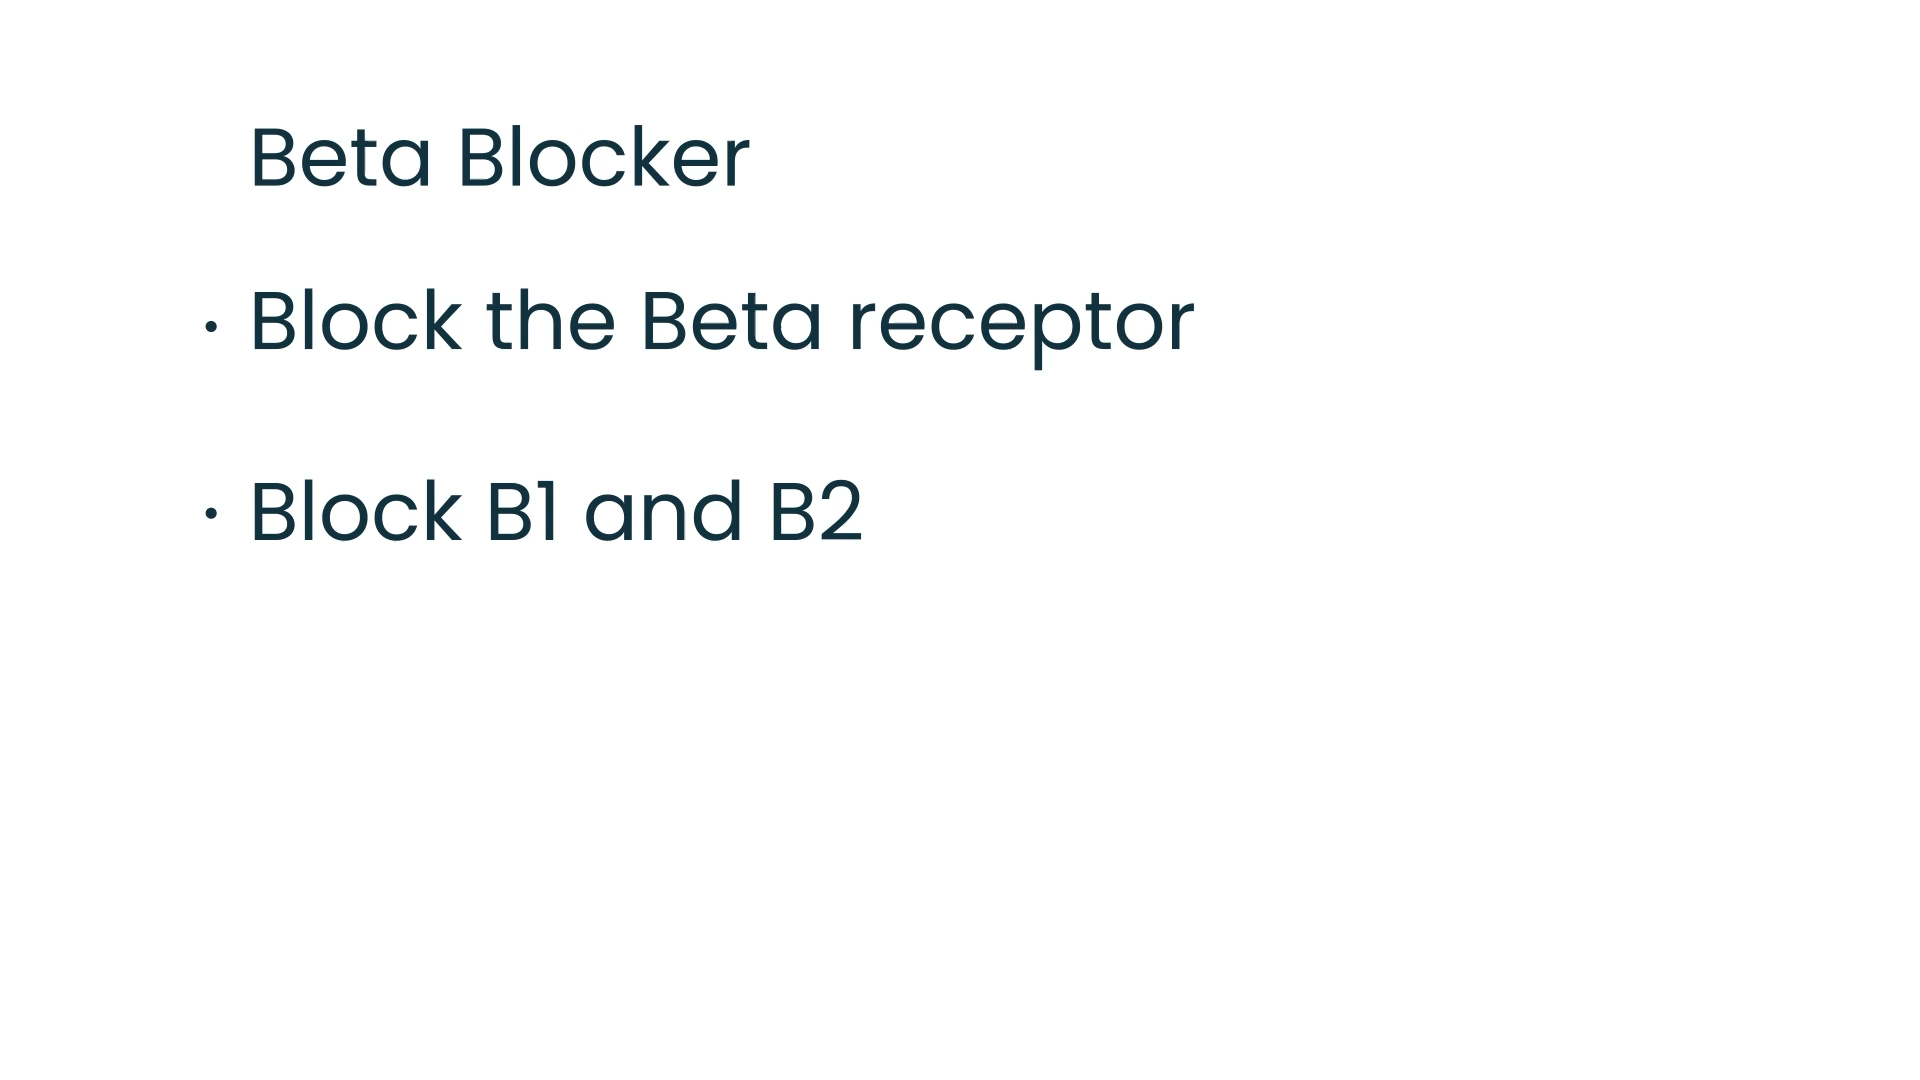 Beta Blocker
• Block the Beta receptor
• Block B1 and B2